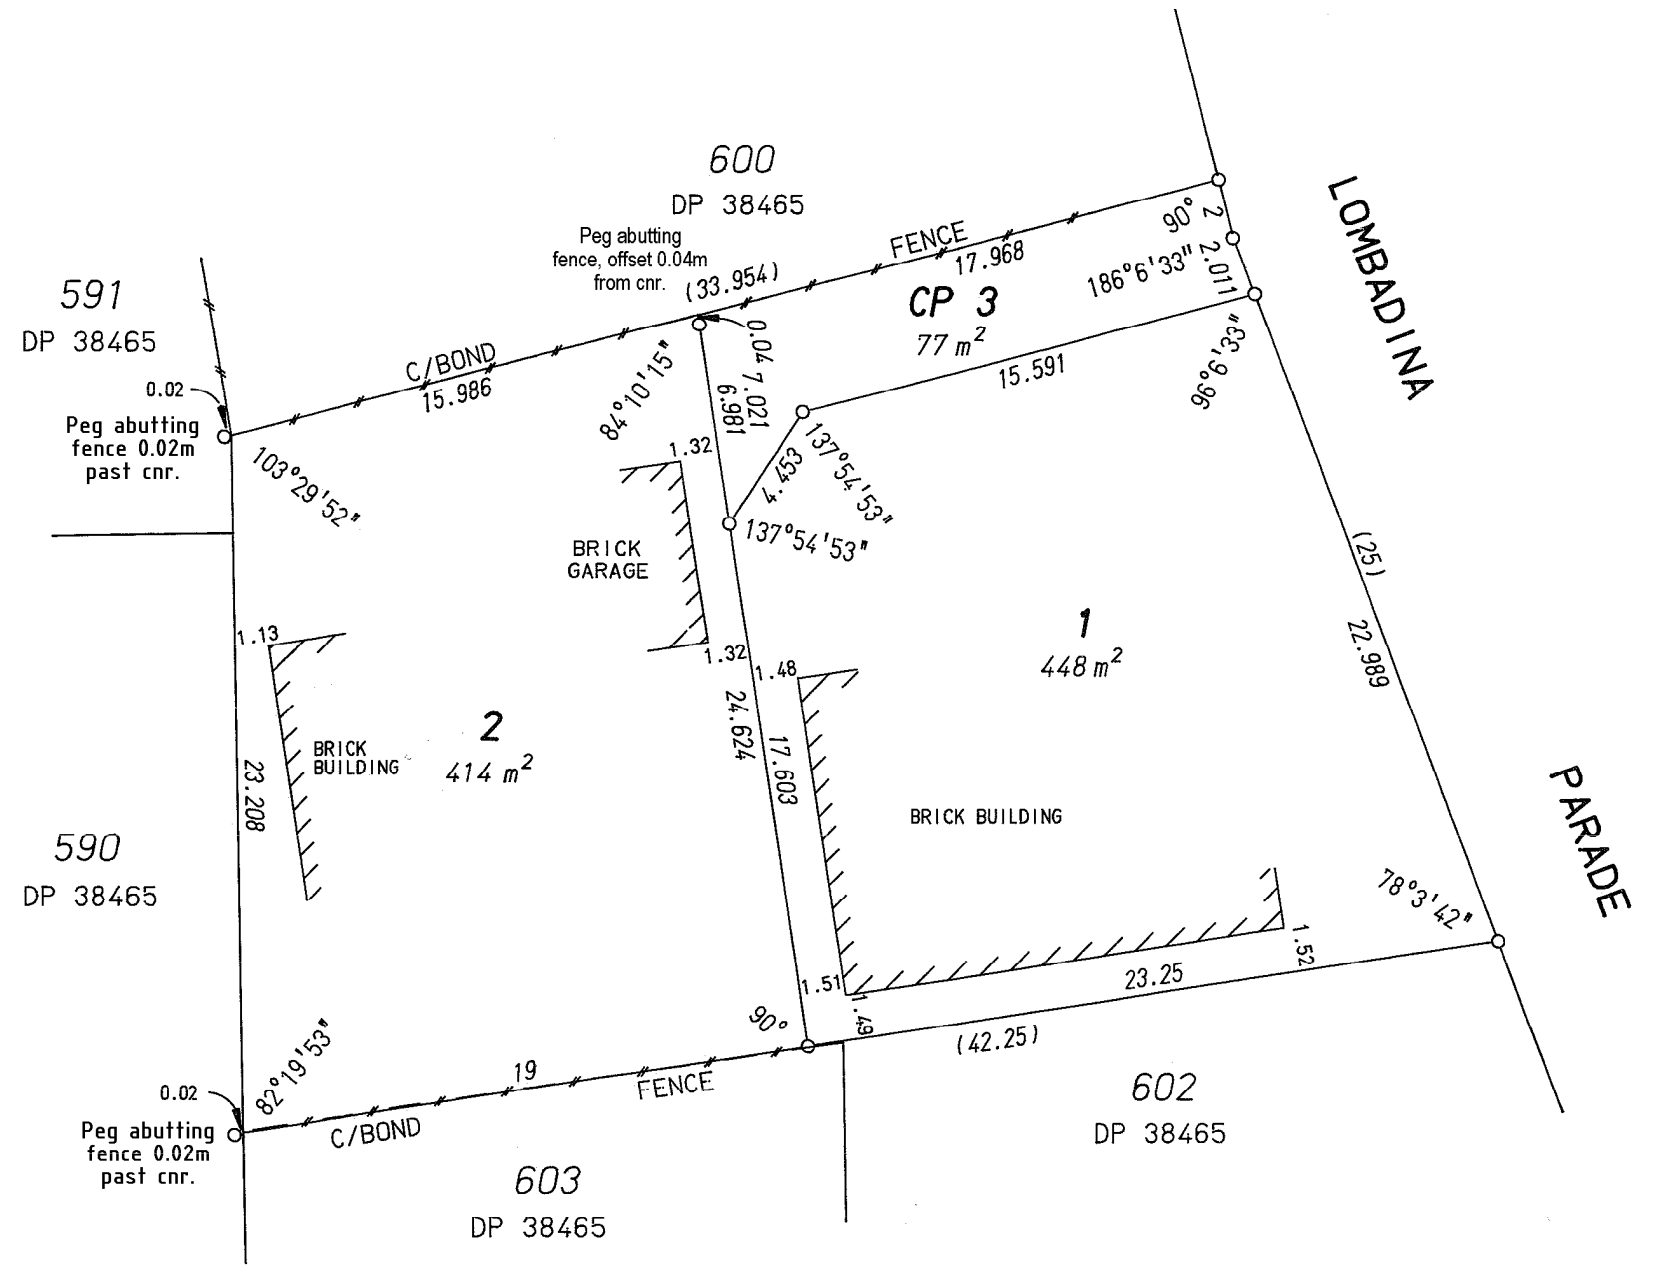 600
DP 38465
Peg abutting
fence, offset 0.04m
from cnr.
(33.954)
FENCE
17.968
90°
2
186°6'33"
2.011
LOMBADINA
591
DP 38465
C/BOND
15.986
0.04
7.021
6.981
84°10'15"
CP 3
77 m²
15.591
96°6'33"
0.02
Peg abutting
fence 0.02m
past cnr.
103°29'52"
1.32
4.453
137°54'53"
137°54'53"
BRICK
GARAGE
(25)
1.13
1.32
1.48
1
448 m²
22.989
24.624
17.603
2
414 m²
BRICK
BUILDING
23.208
BRICK BUILDING
PARADE
590
DP 38465
78°3'42"
1.51
1.49
1.52
23.25
(42.25)
90°
82°19'53"
19
FENCE
C/BOND
0.02
Peg abutting
fence 0.02m
past cnr.
602
DP 38465
603
DP 38465